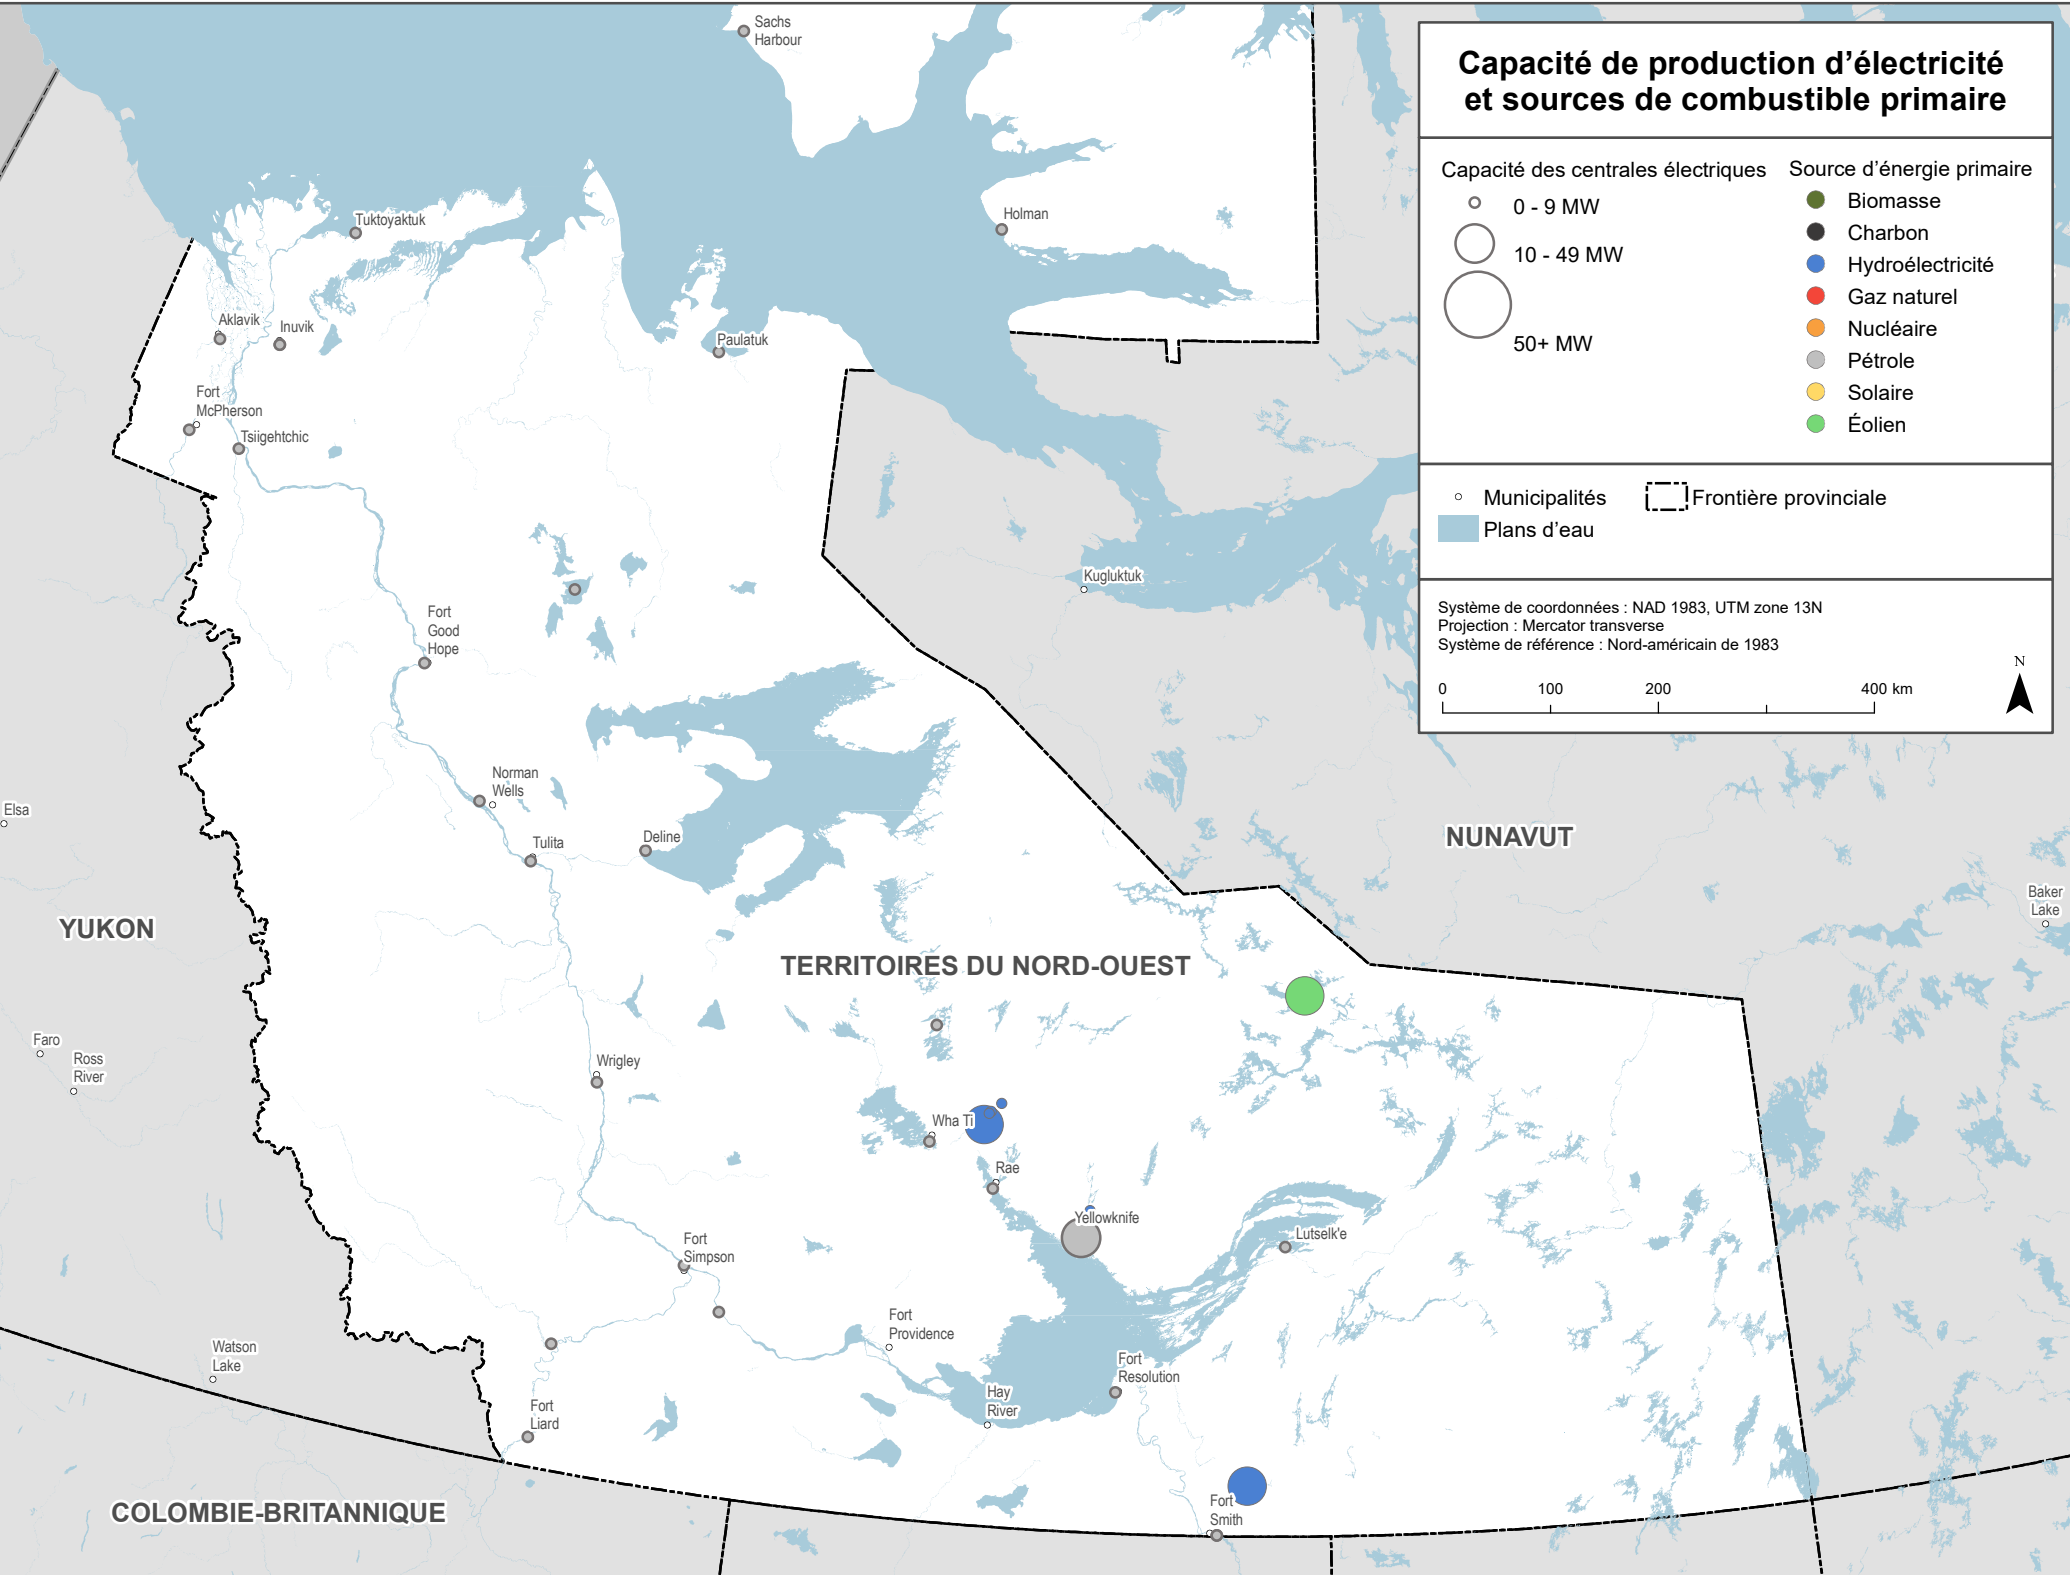 Capacité de production d’électricité
et sources de combustible primaire
Capacité des centrales électriques
0 - 9 MW
10 - 49 MW
50+ MW
Source d’énergie primaire
Biomasse
Charbon
Hydroélectricité
Gaz naturel
Nucléaire
Pétrole
Solaire
Éolien
Municipalités
Frontière provinciale
Plans d’eau
Système de coordonnées : NAD 1983, UTM zone 13N
Projection : Mercator transverse
Système de référence : Nord-américain de 1983
N
0 100 200 400 km
Sachs
Harbour
Tuktoyaktuk
Holman
Aklavik
Inuvik
Paulatuk
Fort
McPherson
Tsiigehtchic
Kugluktuk
Fort
Good
Hope
Norman
Wells
Elsa
Tulita
Deline
NUNAVUT
Baker
Lake
YUKON
TERRITOIRES DU NORD-OUEST
Faro
Ross
River
Wrigley
Wha Ti
Rae
Yellowknife
Lutselk'e
Fort
Simpson
Fort
Providence
Watson
Lake
Fort
Resolution
Hay
River
Fort
Liard
Fort
Smith
COLOMBIE-BRITANNIQUE